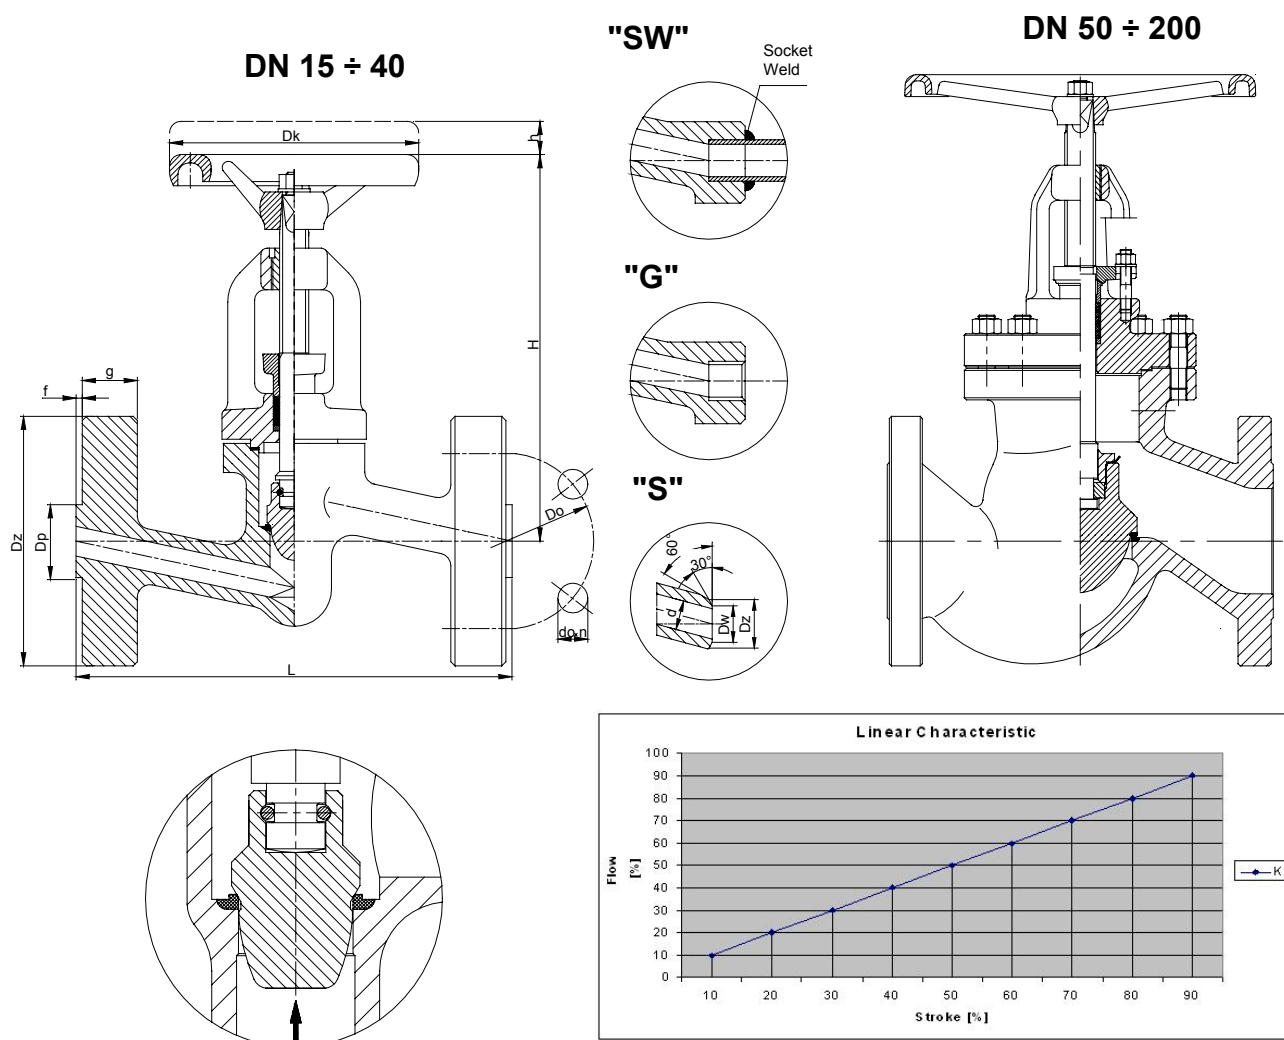 "SW"
DN 50 ÷ 200
DN 15 ÷ 40
Socket
Weld
Dk
h
"G"
H
g
f
"S"
Do
Dz
Dp
60°
30°
d
Dw
Dz
do,n
L
Linear Characteristic
100
90
80
70
60
50
40
30
20
10
0
Flow
[%]
K
10 20 30 40 50 60 70 80 90
Stroke [%]